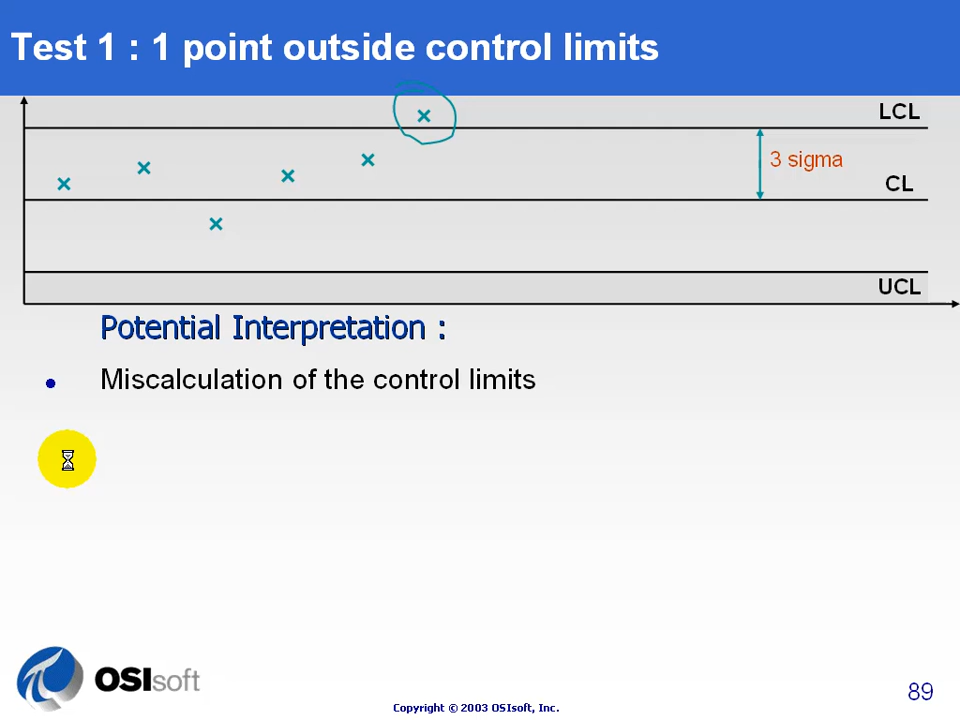 Test 1 : 1 point outside control limits
LCL
3 sigma
CL
UCL
Potential Interpretation :
Miscalculation of the control limits
OSIsoft
89
Copyright © 2003 OSIsoft, Inc.